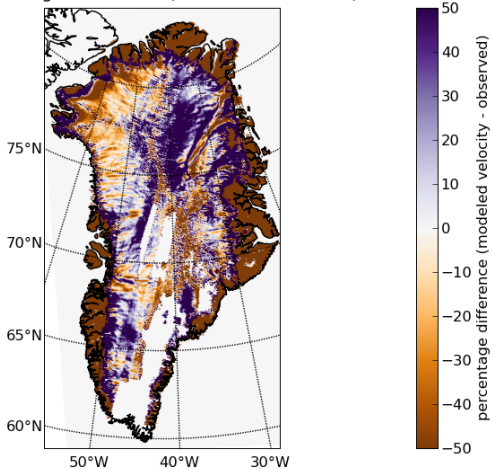 75°N
70°N
65°N
60°N
50°W
40°W
30°W
50
40
30
20
10
0
−10
−20
−30
−40
−50
percentage difference (modeled velocity - observed)